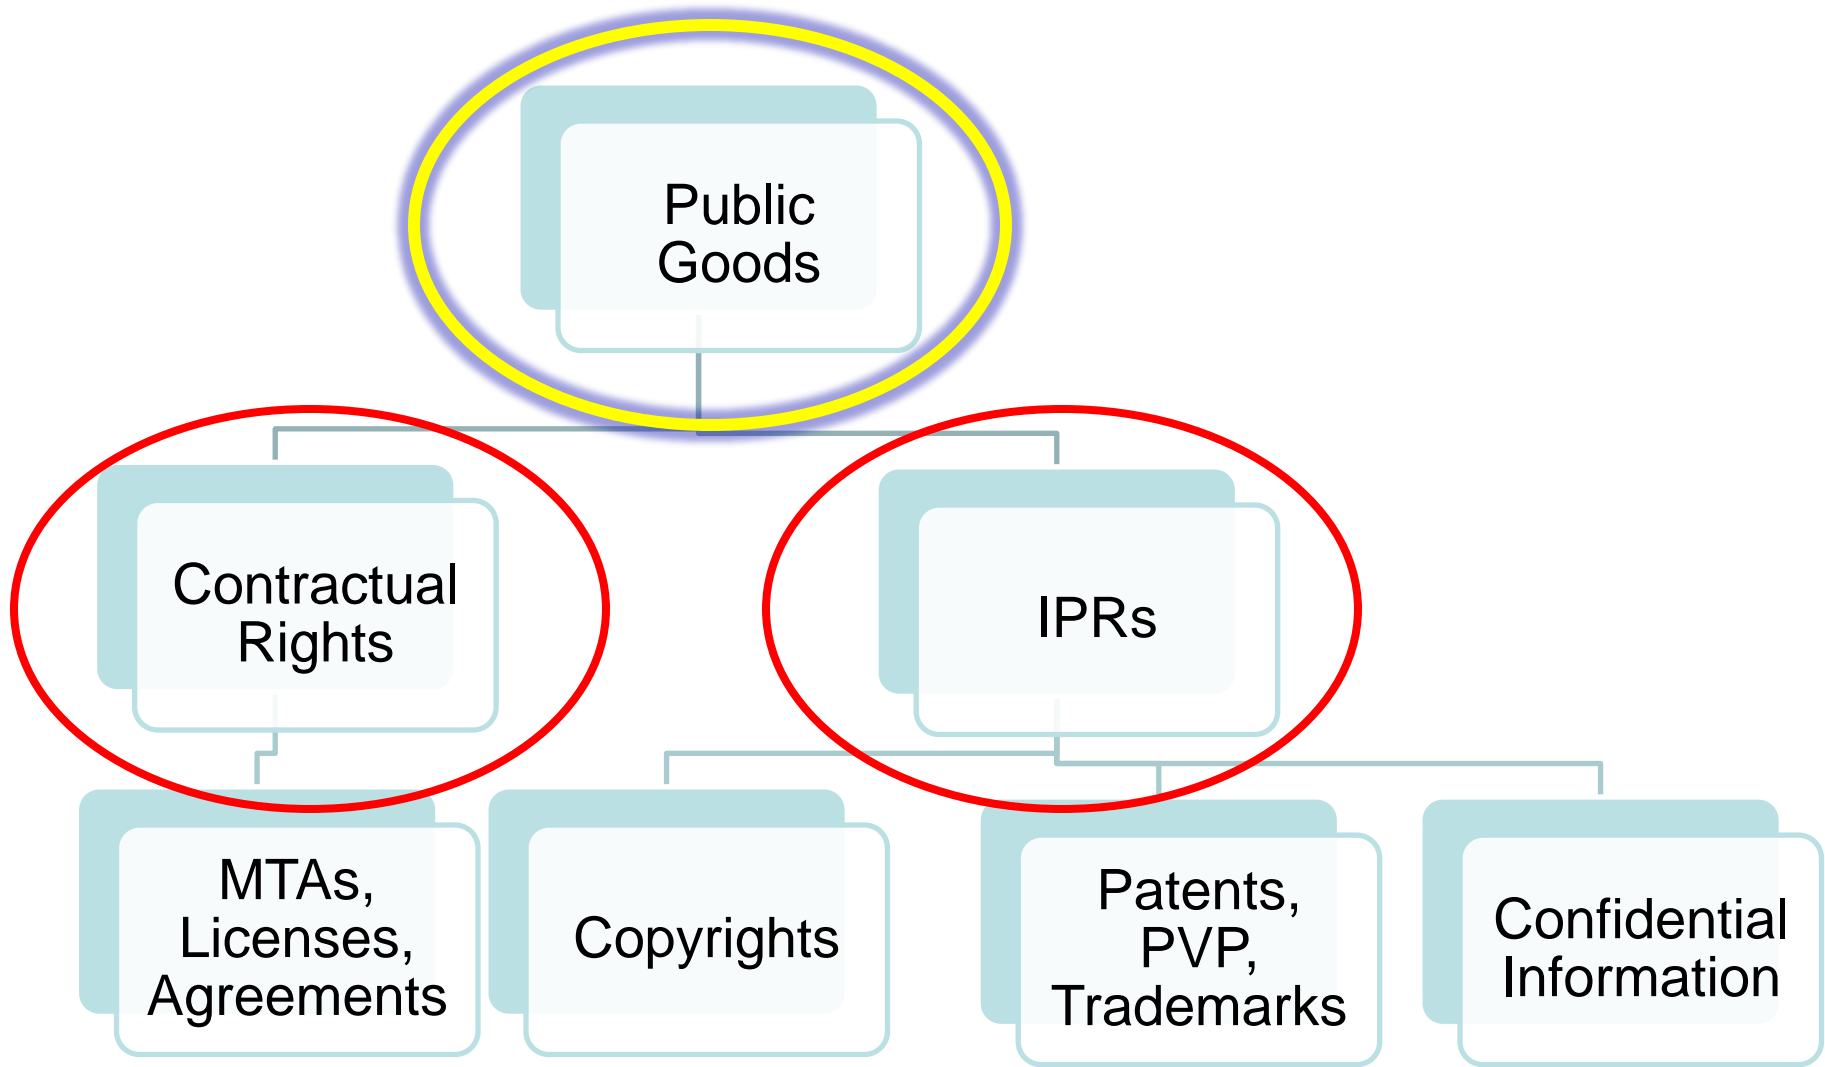 Public
Goods
Contractual
Rights
IPRs
MTAs,
Licenses,
Agreements
Copyrights
Patents,
PVP,
Trademarks
Confidential
Information